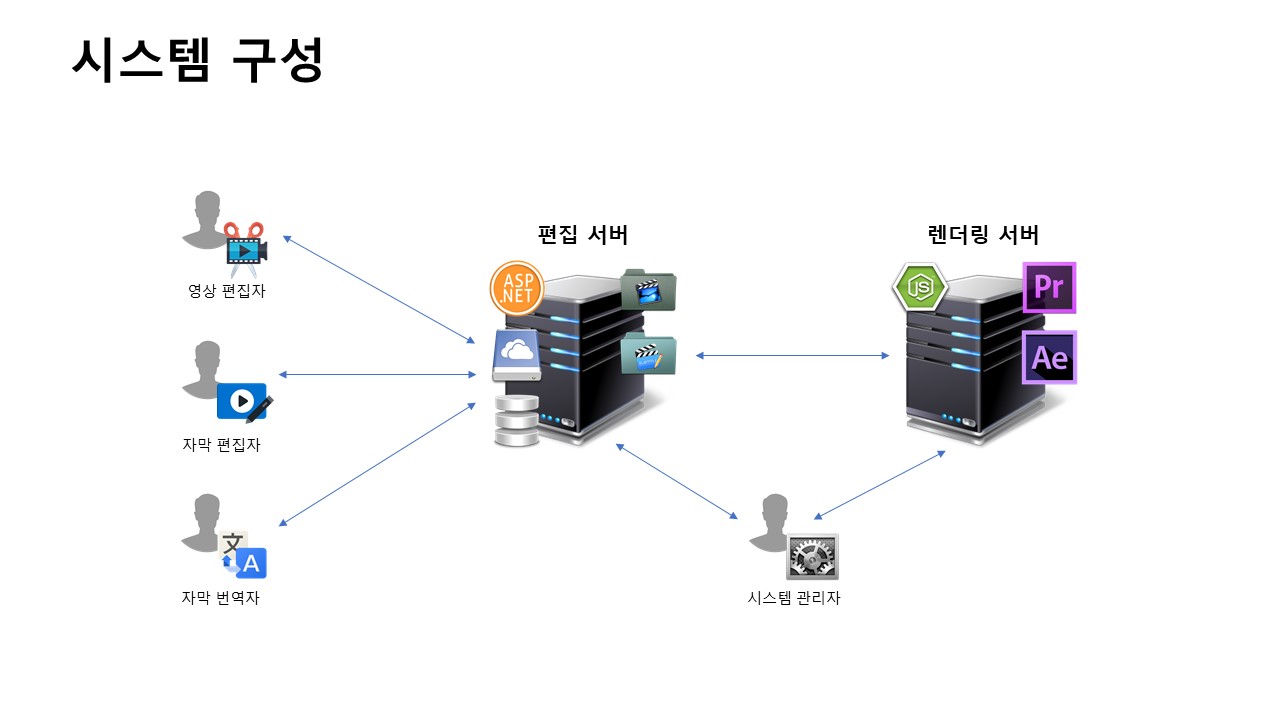 시스템 구성
영상 편집자
자막 편집자
文
A
자막 번역자
편집 서버
ASP
.NET
렌더링 서버
JS
Pr
Ae
시스템 관리자